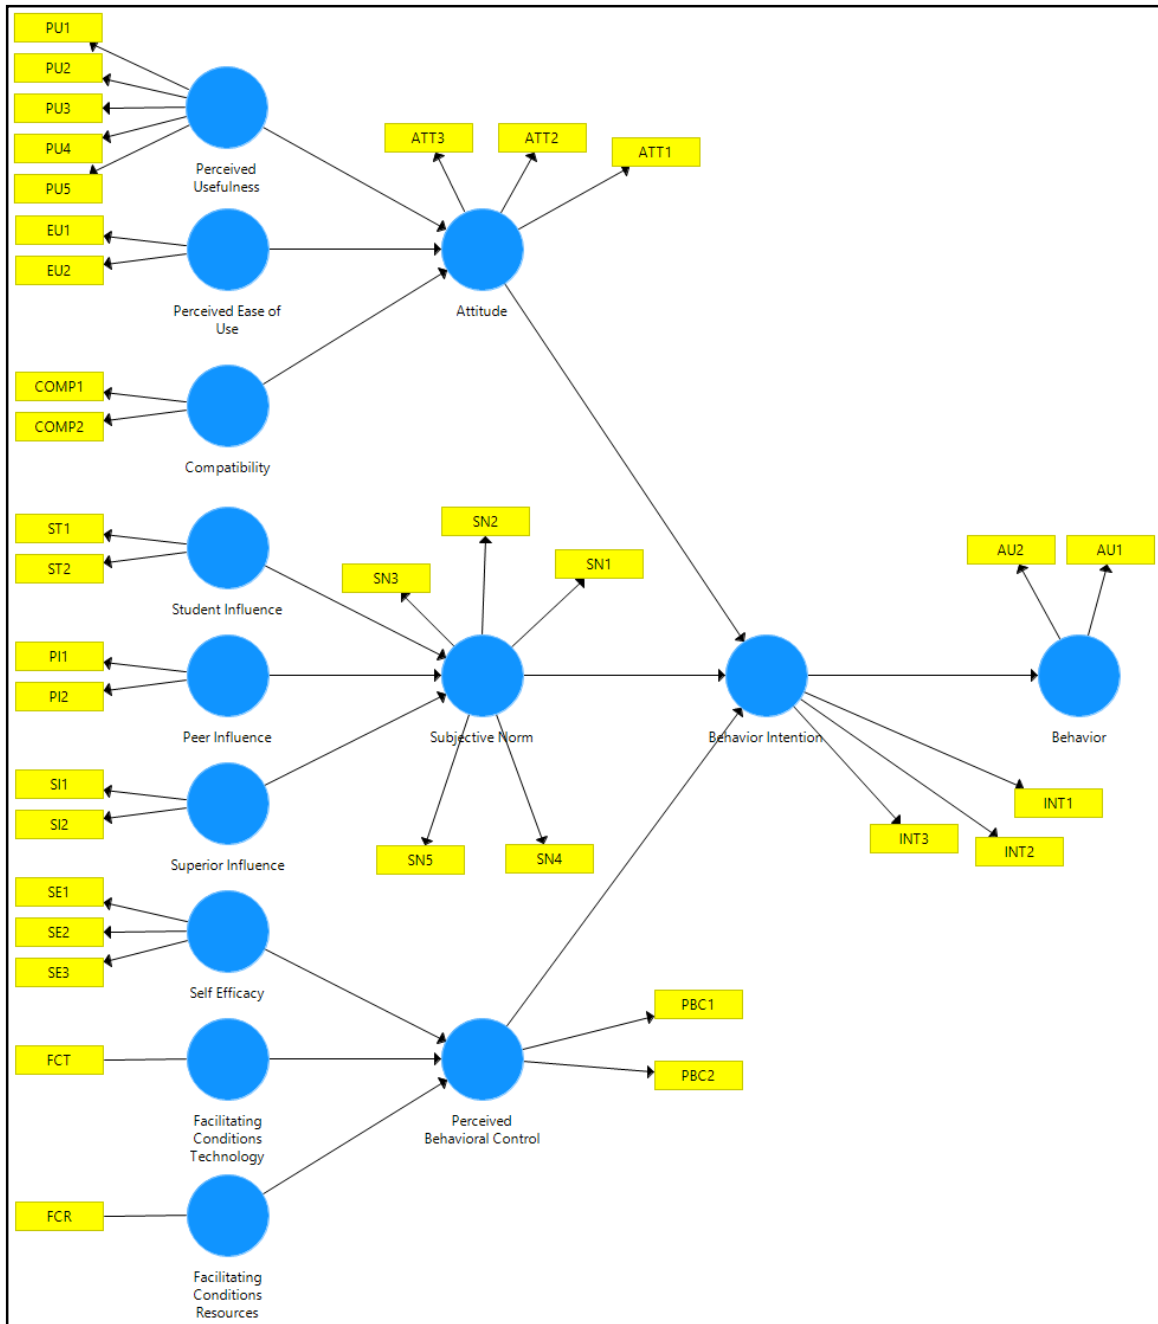 PU1
PU2
PU3
PU4
PU5
Perceived
Usefulness
EU1
EU2
Perceived Ease of
Use
COMP1
COMP2
Compatibility
ATT3
ATT2
ATT1
Attitude
ST1
ST2
Student Influence
PI1
PI2
Peer Influence
SI1
SI2
Superior Influence
SN3
SN2
SN1
Subjective Norm
SN5
SN4
SE1
SE2
SE3
Self Efficacy
FCT
Facilitating
Conditions
Technology
FCR
Facilitating
Conditions
Resources
Perceived
Behavioral Control
PBC1
PBC2
Behavior Intention
INT3
INT2
INT1
AU2
AU1
Behavior